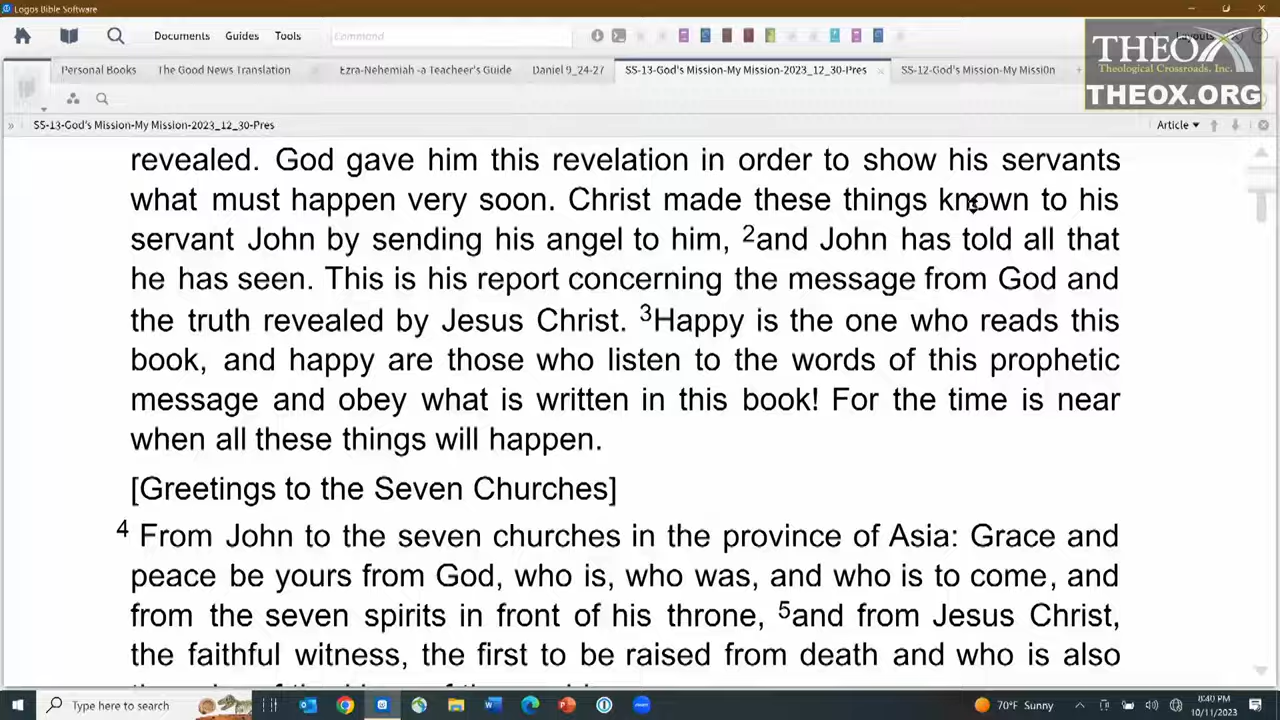 Logos Bible Software
Documents Guides Tools Command
THEOX
Theological Crossroads, Inc.
THEOX.ORG
Personal Books The Good News Translation Daniel 9_24-27 SS-13-God's Mission-My Mission-2023_12_30-Pres SS-12-God's Mission-My Missi0n
SS-13-God's Mission-My Mission-2023_12_30-Pres Article
revealed. God gave him this revelation in order to show his servants
what must happen very soon. Christ made these things known to his
servant John by sending his angel to him, 2and John has told all that
he has seen. This is his report concerning the message from God and
the truth revealed by Jesus Christ. 3Happy is the one who reads this
book, and happy are those who listen to the words of this prophetic
message and obey what is written in this book! For the time is near
when all these things will happen.
[Greetings to the Seven Churches]
4 From John to the seven churches in the province of Asia: Grace and
peace be yours from God, who is, who was, and who is to come, and
from the seven spirits in front of his throne, 5and from Jesus Christ,
the faithful witness, the first to be raised from death and who is also
Type here to search 70°F Sunny 8:40 PM
10/11/2023